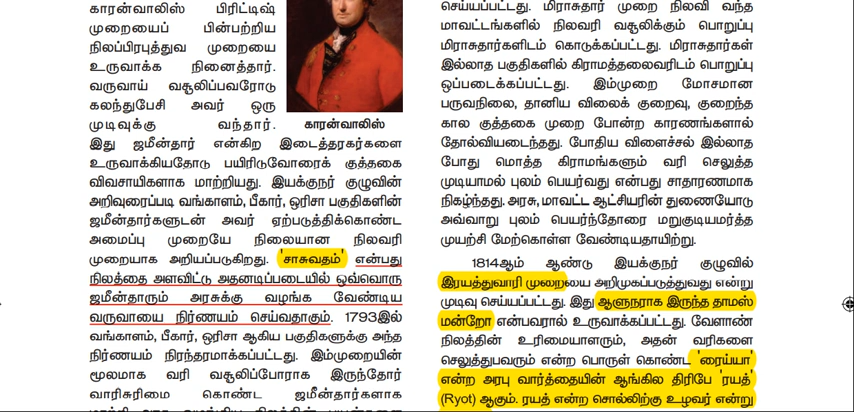 காரன்வாலிஸ் பிரிட்டிஷ்
முறையைப் பின்பற்றிய
நிலப்பிரபுத்துவ முறையை
உருவாக்க நினைத்தார்.
வருவாய் வசூலிப்பவரோடு
கலந்துபேசி அவர் ஒரு
முடிவுக்கு வந்தார்.
காரன்வாலிஸ்
இது ஜமீன்தார் என்கிற இடைத்தரகர்களை
உருவாக்கியதோடு பயிரிடுவோரைக் குத்தகை
விவசாயிகளாக மாற்றியது. இயக்குநர் குழுவின்
அறிவுரைப்படி வங்காளம், பீகார், ஒரிசா பகுதிகளின்
ஜமீன்தார்களுடன் அவர் ஏற்படுத்திக்கொண்ட
அமைப்பு முறையே நிலையான நிலவரி
முறையாக அறியப்படுகிறது. 'சாசுவதம்' என்பது
நிலத்தை அளவிட்டு அதனடிப்படையில் ஒவ்வொரு
ஜமீன்தாரும் அரசுக்கு வழங்க வேண்டிய
வருவாயை நிர்ணயம் செய்வதாகும். 1793இல்
வங்காளம், பீகார், ஒரிசா ஆகிய பகுதிகளுக்கு அந்த
நிர்ணயம் நிரந்தரமாக்கப்பட்டது. இம்முறையின்
மூலமாக வரி வசூலிப்போராக இருந்தோர்
வாரிசுரிமை கொண்ட ஜமீன்தார்களாக
செய்யப்பட்டது. மிராசுதார் முறை நிலவி வந்த
மாவட்டங்களில் நிலவரி வசூலிக்கும் பொறுப்பு
மிராசுதார்களிடம் கொடுக்கப்பட்டது. மிராசுதார்கள்
இல்லாத பகுதிகளில் கிராமத்தலைவரிடம் பொறுப்பு
ஒப்படைக்கப்பட்டது. இம்முறை மோசமான
பருவநிலை, தானிய விலைக் குறைவு, குறைந்த
கால குத்தகை முறை போன்ற காரணங்களால்
தோல்வியடைந்தது. போதிய விளைச்சல் இல்லாத
போது மொத்த கிராமங்களும் வரி செலுத்த
முடியாமல் புலம் பெயர்வது என்பது சாதாரணமாக
நிகழ்ந்தது. அரசு, மாவட்ட ஆட்சியரின் துணையோடு
அவ்வாறு புலம் பெயர்ந்தோரை மறுகுடியமர்த்த
முயற்சி மேற்கொள்ள வேண்டியதாயிற்று.
1814ஆம் ஆண்டு இயக்குநர் குழுவில்
இரயத்துவாரி முறையை அறிமுகப்படுத்துவது என்று
முடிவு செய்யப்பட்டது. இது ஆளுநராக இருந்த தாமஸ்
மன்றோ என்பவரால் உருவாக்கப்பட்டது. வேளாண்
நிலத்தின் உரிமையாளரும், அதன் வரிகளை
செலுத்துபவரும் என்ற பொருள் கொண்ட 'ரைய்யா'
என்ற அரபு வார்த்தையின் ஆங்கில திரிபே 'ரயத்'
(Ryot) ஆகும். ரயத் என்ற சொல்லிற்கு உழவர் என்று